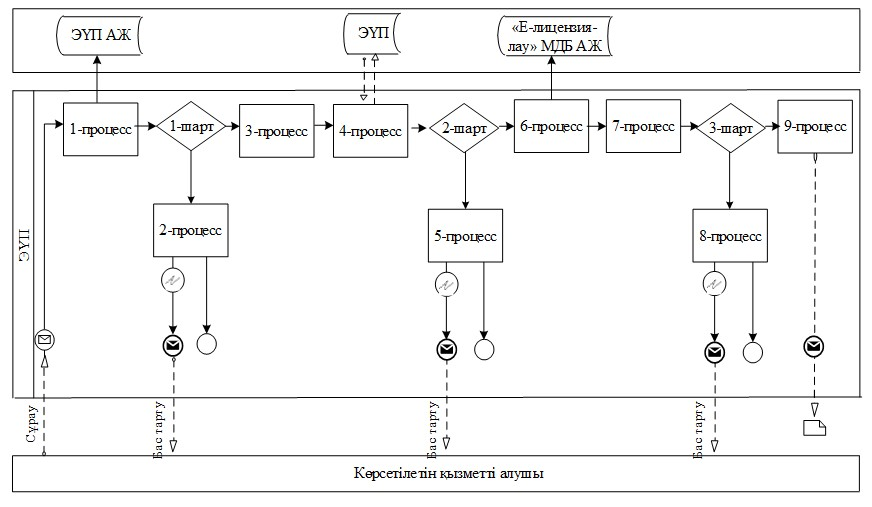 ЭҮП АЖ
ЭҮП
«Е-лицензия-
лау» МДБ АЖ
ЭҮП
1-процесс
1-шарт
3-процесс
4-процесс
2-шарт
6-процесс
7-процесс
3-шарт
9-процесс
2-процесс
5-процесс
8-процесс
Сұрау
Бас тарту
Бас тарту
Бас тарту
Көрсетілетін қызметті алушы